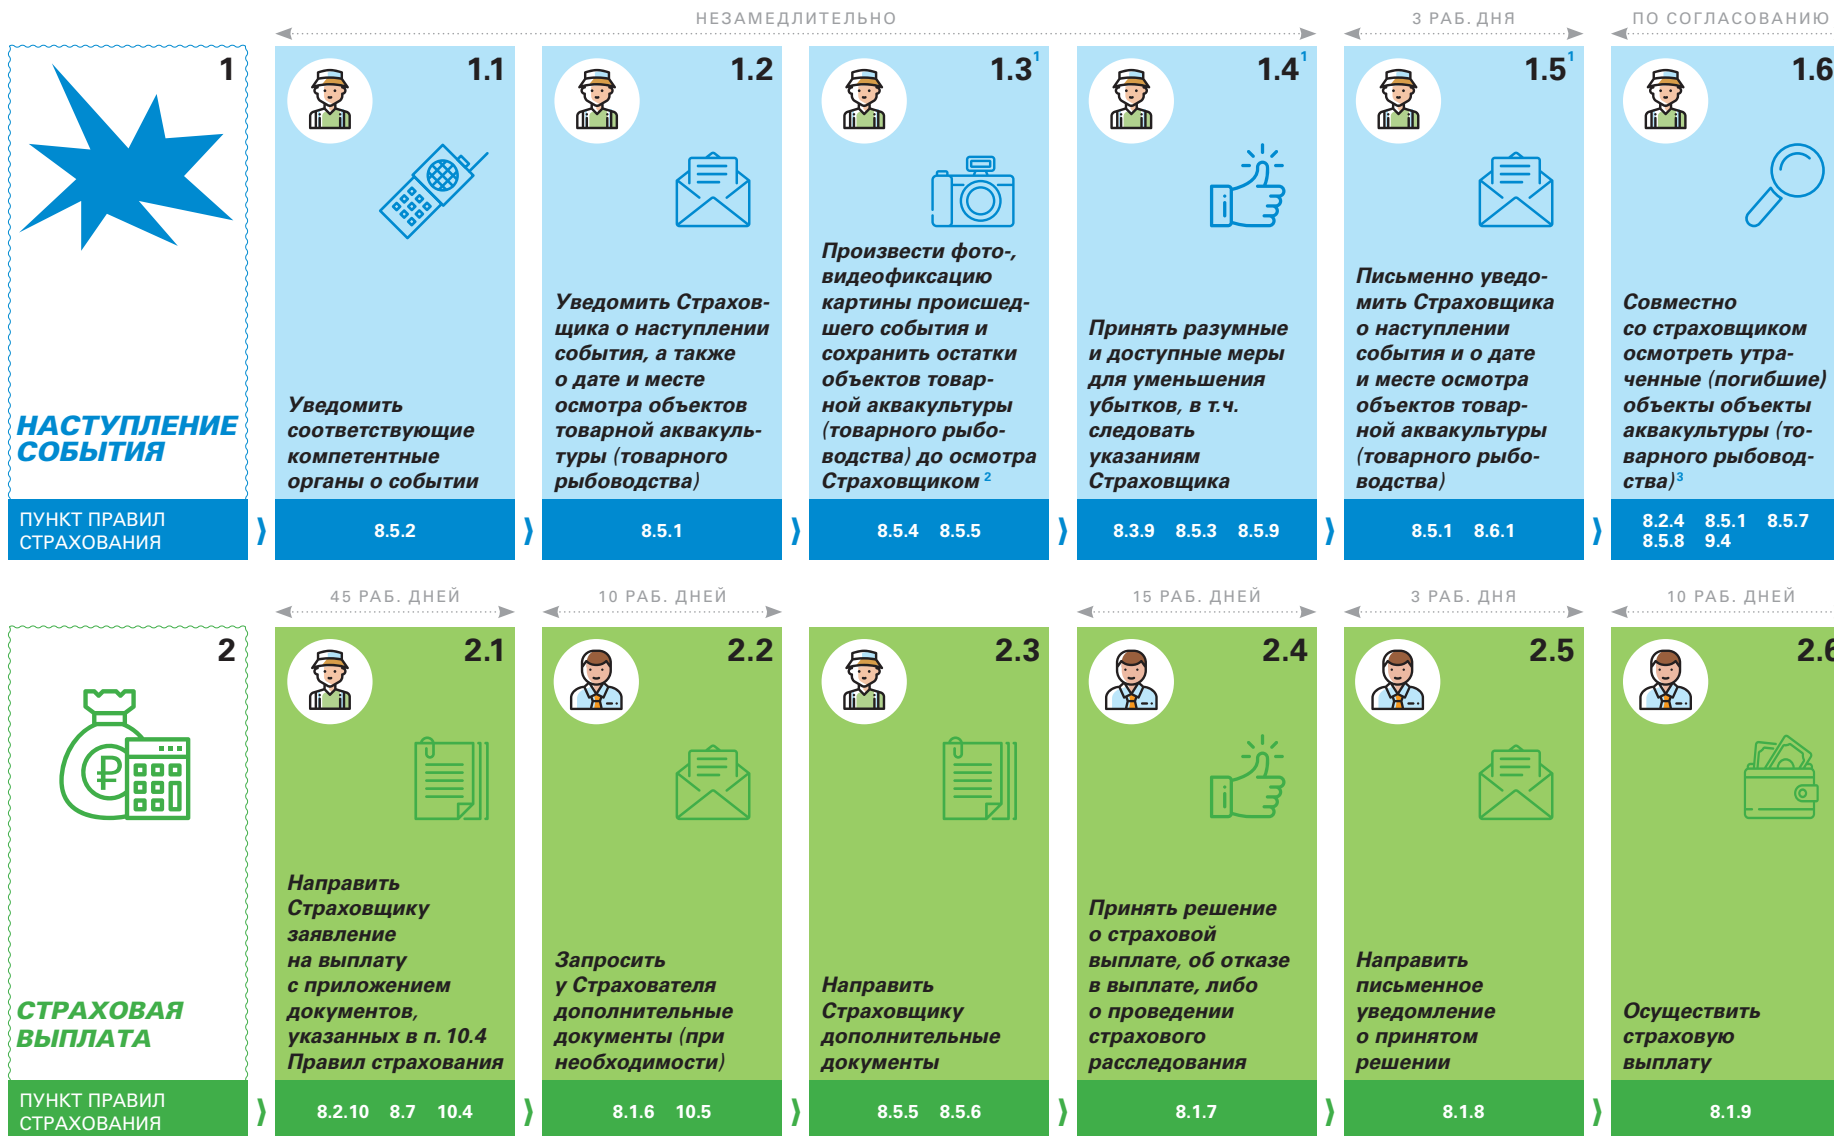 НЕЗАМЕДЛИТЕЛЬНО
3 РАБ. ДНЯ
ПО СОГЛАСОВАНИЮ
1
НАСТУПЛЕНИЕ
СОБЫТИЯ
ПУНКТ ПРАВИЛ
СТРАХОВАНИЯ
1.1
Уведомить
соответствующие
компетентные
органы о событии
8.5.2
1.2
Уведомить Страхов-
щика о наступлении
события, а также
о дате и месте
осмотра объектов
товарной аквакуль-
туры (товарного
рыбоводства)
8.5.1
1.3¹
Произвести фото-,
видеофиксацию
картины происшед-
шего события и
сохранить остатки
объектов товар-
ной аквакультуры
(товарного рыбо-
водства) до осмотра
Страховщиком ²
8.5.4 8.5.5
1.4¹
Принять разумные
и доступные меры
для уменьшения
убытков, в т.ч.
следовать
указаниям
Страховщика
8.3.9 8.5.3 8.5.9
1.5¹
Письменно уведо-
мить Страховщика
о наступлении
события и о дате
и месте осмотра
объектов товар-
ной аквакультуры
(товарного рыбо-
водства)
8.5.1 8.6.1
1.6
Совместно
со страховщиком
осмотреть утра-
ченные (погибшие)
объекты объекты
аквакультуры (то-
варного рыбовод-
ства)³
8.2.4 8.5.1 8.5.7
8.5.8 9.4
45 РАБ. ДНЕЙ
10 РАБ. ДНЕЙ
15 РАБ. ДНЕЙ
3 РАБ. ДНЯ
10 РАБ. ДНЕЙ
2
СТРАХОВАЯ
ВЫПЛАТА
ПУНКТ ПРАВИЛ
СТРАХОВАНИЯ
2.1
Направить
Страховщику
заявление
на выплату
с приложением
документов,
указанных в п. 10.4
Правил страхования
8.2.10 8.7 10.4
2.2
Запросить
у Страхователя
дополнительные
документы (при
необходимости)
8.1.6 10.5
2.3
Направить
Страховщику
дополнительные
документы
8.5.5 8.5.6
2.4
Принять решение
о страховой
выплате, об отказе
в выплате, либо
о проведении
страхового
расследования
8.1.7
2.5
Направить
письменное
уведомление
о принятом
решении
8.1.8
2.6
Осуществить
страховую
выплату
8.1.9